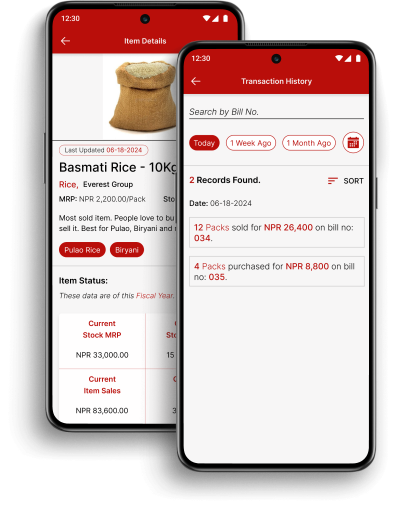 12:30
Item Details
Last Updated 06-18-2024
Basmati Rice - 10Kg
Rice, Everest Group
MRP: NPR 2,200.00/Pack
Most sold item. People love to
sell it. Best for Pulao, Biryani and
Pulao Rice
Biryani
Item Status:
These data are of this Fiscal Year.
Current
Stock MRP
NPR 33,000.00
15
Current
Item Sales
NPR 83,600.00
3
12:30
Transaction History
Search by Bill No.
Today
1 Week Ago
1 Month Ago
2 Records Found.
SORT
Date: 06-18-2024
12 Packs sold for NPR 26,400 on bill no:
034.
4 Packs purchased for NPR 8,800 on bill
no: 035.